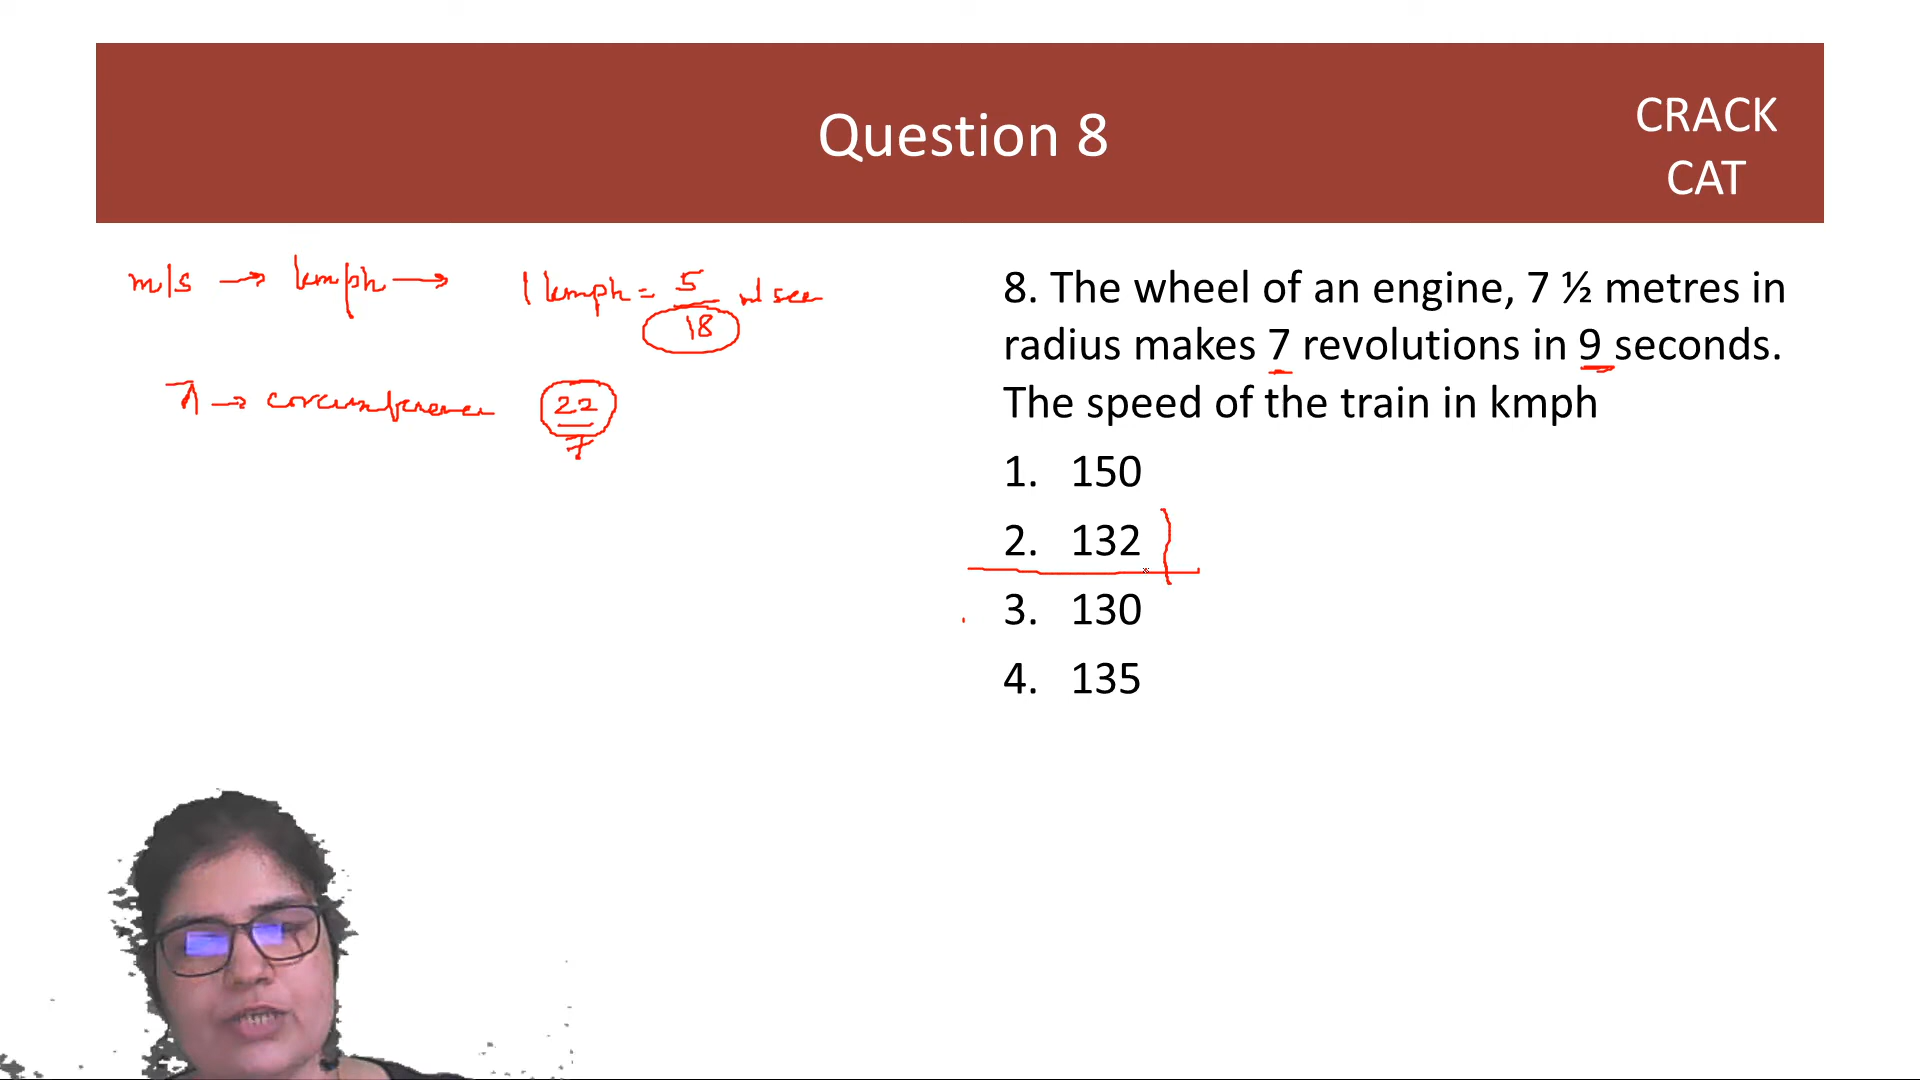 Question 8
CRACK
CAT
m/s → kmph → 1 kmph = 5/18 m/sec
π → circumference 22/7
8. The wheel of an engine, 7 ½ metres in
radius makes 7 revolutions in 9 seconds.
The speed of the train in kmph
1. 150
2. 132
3. 130
4. 135